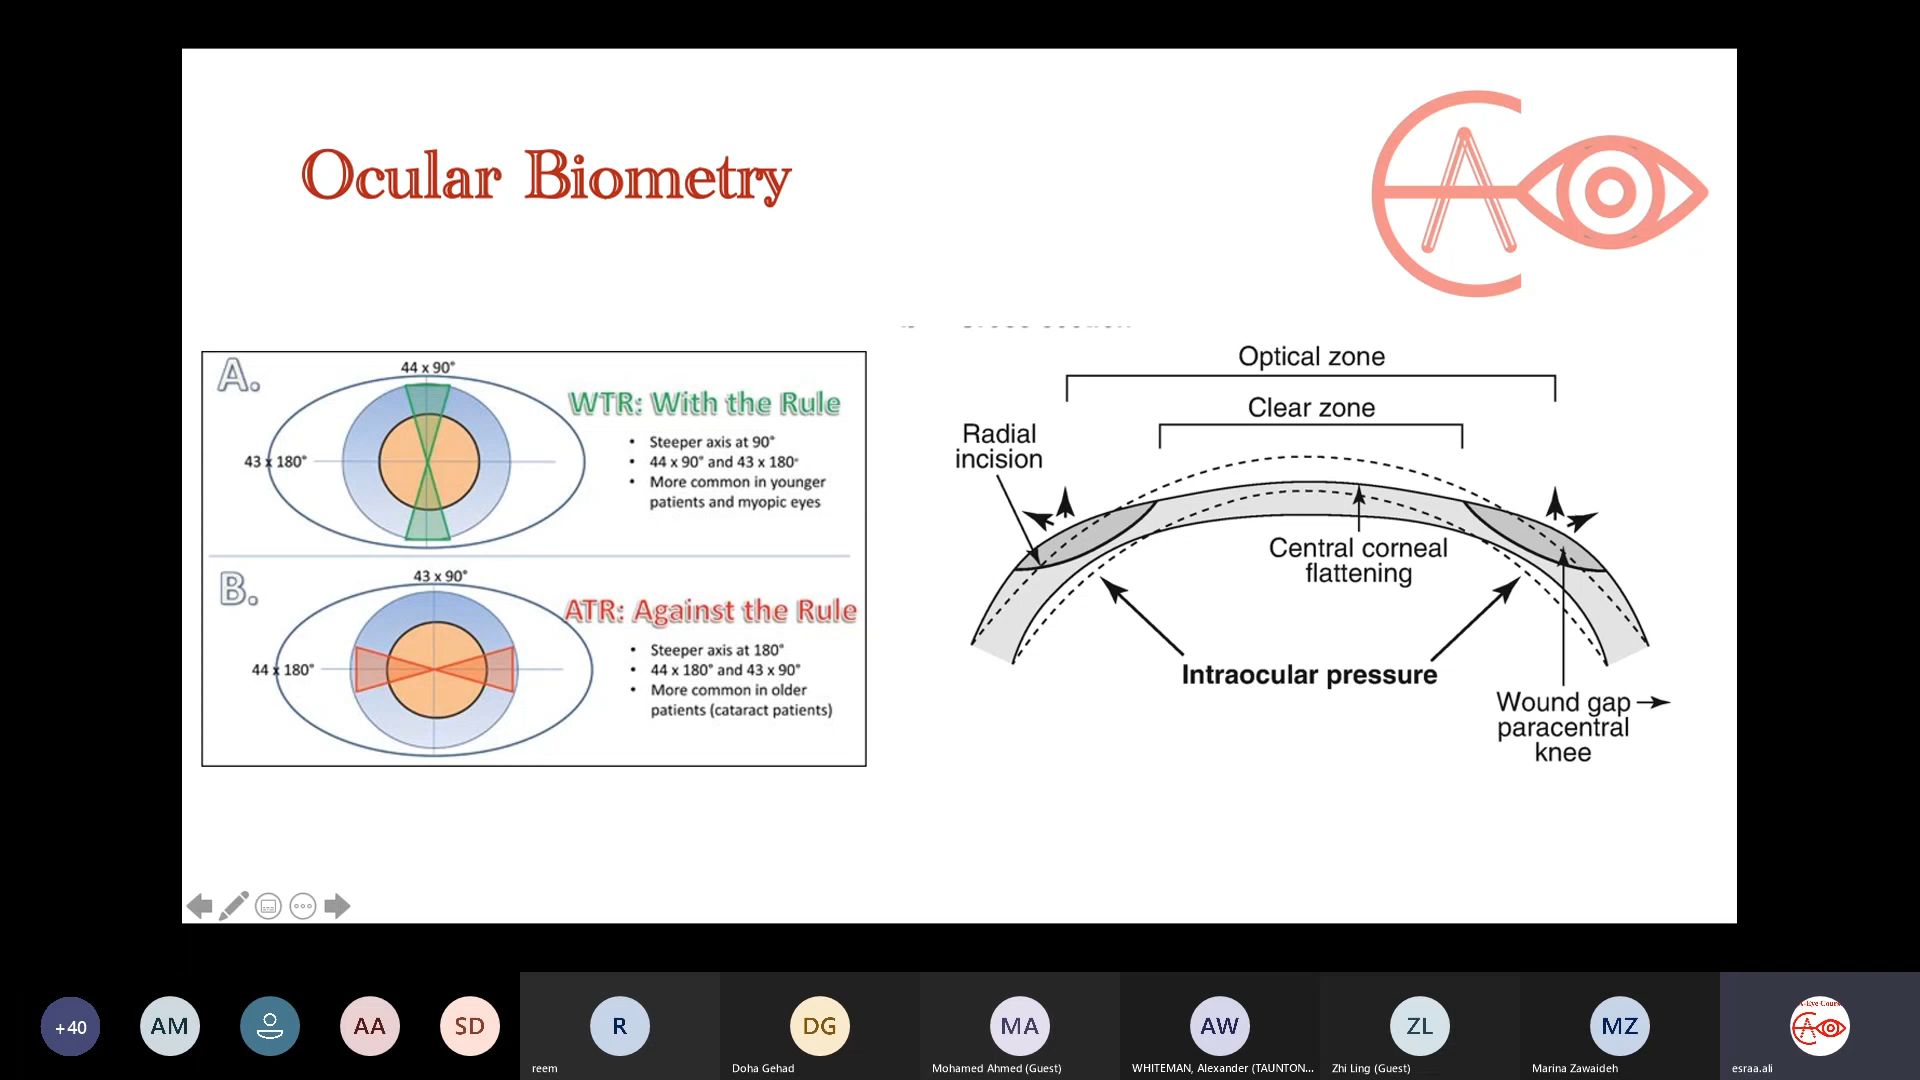 Ocular Biometry
A.
44 x 90°
43 x 180°
WTR: With the Rule
• Steeper axis at 90°
• 44 x 90° and 43 x 180°
• More common in younger
patients and myopic eyes
B.
43 x 90°
44 x 180°
ATR: Against the Rule
• Steeper axis at 180°
• 44 x 180° and 43 x 90°
• More common in older
patients (cataract patients)
Optical zone
Clear zone
Radial
incision
Central corneal
flattening
Intraocular pressure
Wound gap
paracentral
knee
+40
AM
AA
SD
R
reem
DG
Doha Gehad
MA
Mohamed Ahmed (Guest)
AW
WHITEMAN, Alexander (TAUNTON...
ZL
Zhi Ling (Guest)
MZ
Marina Zawaideh
esraa.ali